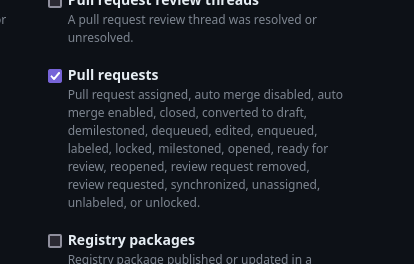 or
Pull request review threads
A pull request review thread was resolved or
unresolved.
Pull requests
Pull request assigned, auto merge disabled, auto
merge enabled, closed, converted to draft,
demilestoned, dequeued, edited, enqueued,
labeled, locked, milestoned, opened, ready for
review, reopened, review request removed,
review requested, synchronized, unassigned,
unlabeled, or unlocked.
Registry packages
Registry package published or updated in a